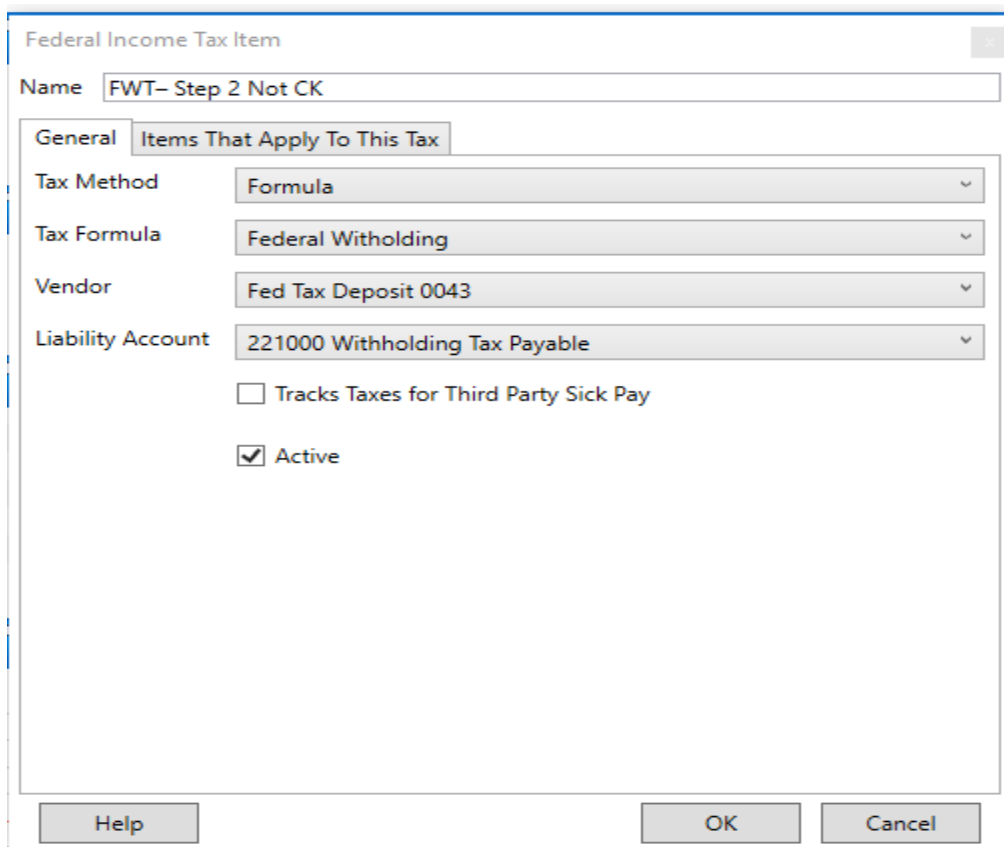 Federal Income Tax Item
x
Name FWT– Step 2 Not CK
General Items That Apply To This Tax
Tax Method Formula
Tax Formula Federal Witholding
Vendor Fed Tax Deposit 0043
Liability Account 221000 Withholding Tax Payable
Tracks Taxes for Third Party Sick Pay
Active
Help OK Cancel